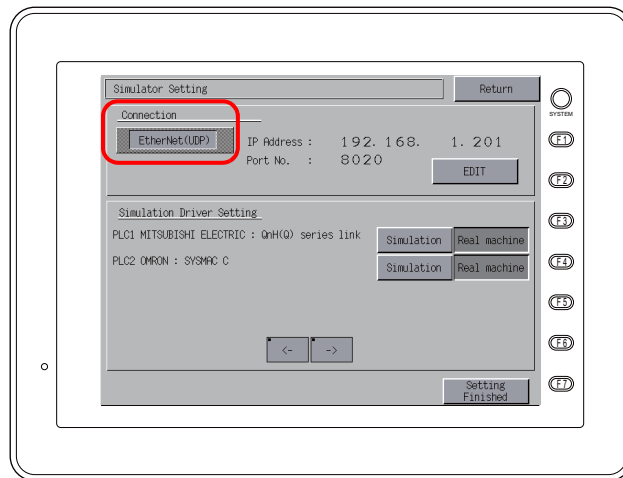 Simulator Setting
Return
SYSTEM
Connection
EtherNet(UDP)
IP Address : 192. 168. 1. 201
Port No. : 8020
EDIT
F1
F2
Simulation Driver Setting
F3
PLC1 MITSUBISHI ELECTRIC : QnH(Q) series link
Simulation
Real machine
PLC2 OMRON : SYSMAC C
Simulation
Real machine
F4
F5
<-
->
F6
Setting
Finished
F7